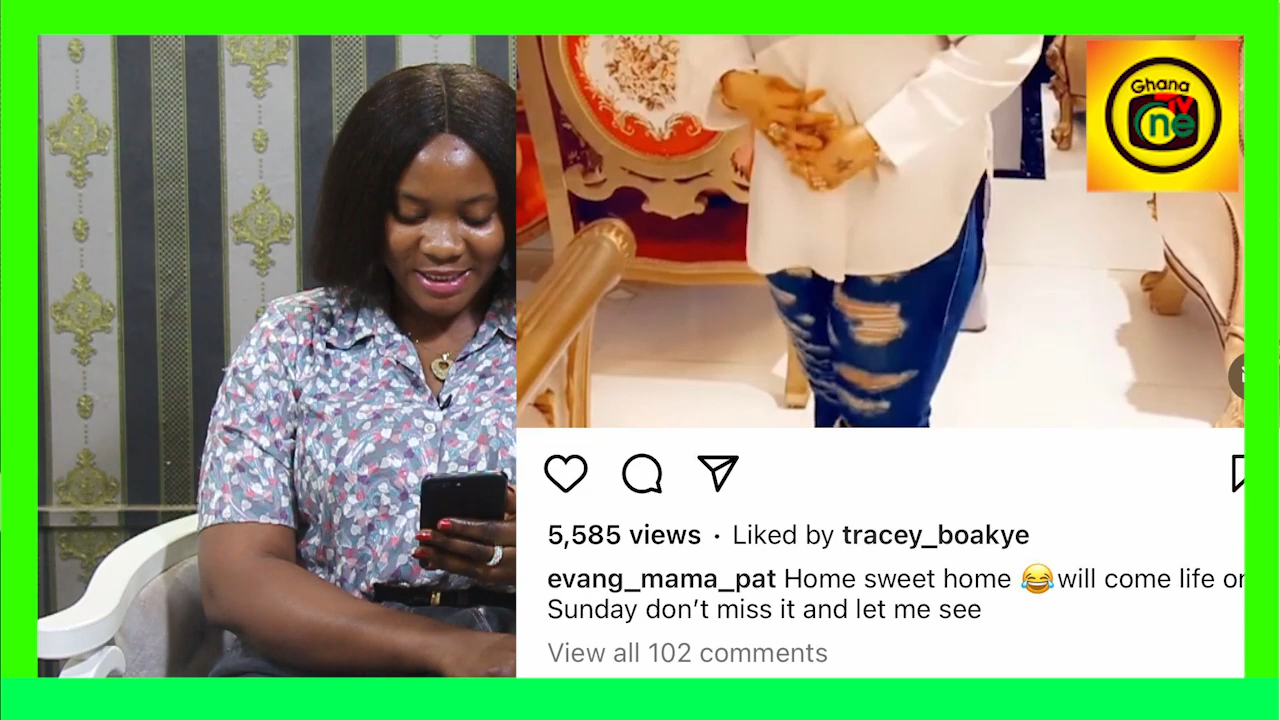 Ghana
TV
One
5,585 views · Liked by tracey_boakye
evang_mama_pat Home sweet home 😂will come life or
Sunday don't miss it and let me see
View all 102 comments